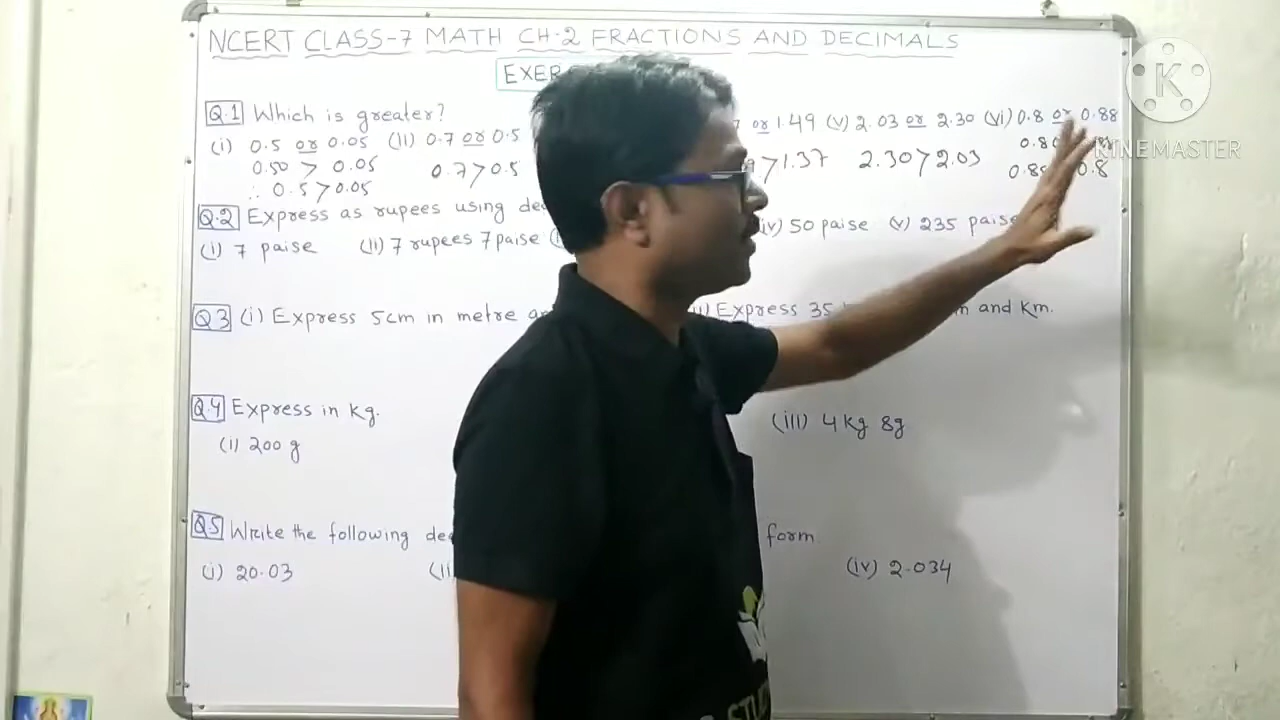 NCERT CLASS-7 MATH CH-2 FRACTIONS AND DECIMALS
K
KINEMASTER
Q.1 Which is greater?
(i) 0.5 or 0.05 (II) 0.7 or 0.5 or 1.49 (v) 2.03 or 2.30 (vi) 0.8 or 0.88
0.50 > 0.05 0.7 > 0.5 >1.37 2.30 > 2.03
∴ 0.5 > 0.05
Q.2 Express as rupees using
(i) 7 paise (II) 7 rupees 7 paise (iv) 50 paise (v) 235 paise
Q3 (i) Express 5cm in metre Express 35 and Km.
Q.4 Express in Kg.
(I) 200 g (III) 4 Kg 8g
Q.5 Write the following form
(i) 20.03 (iv) 2.034